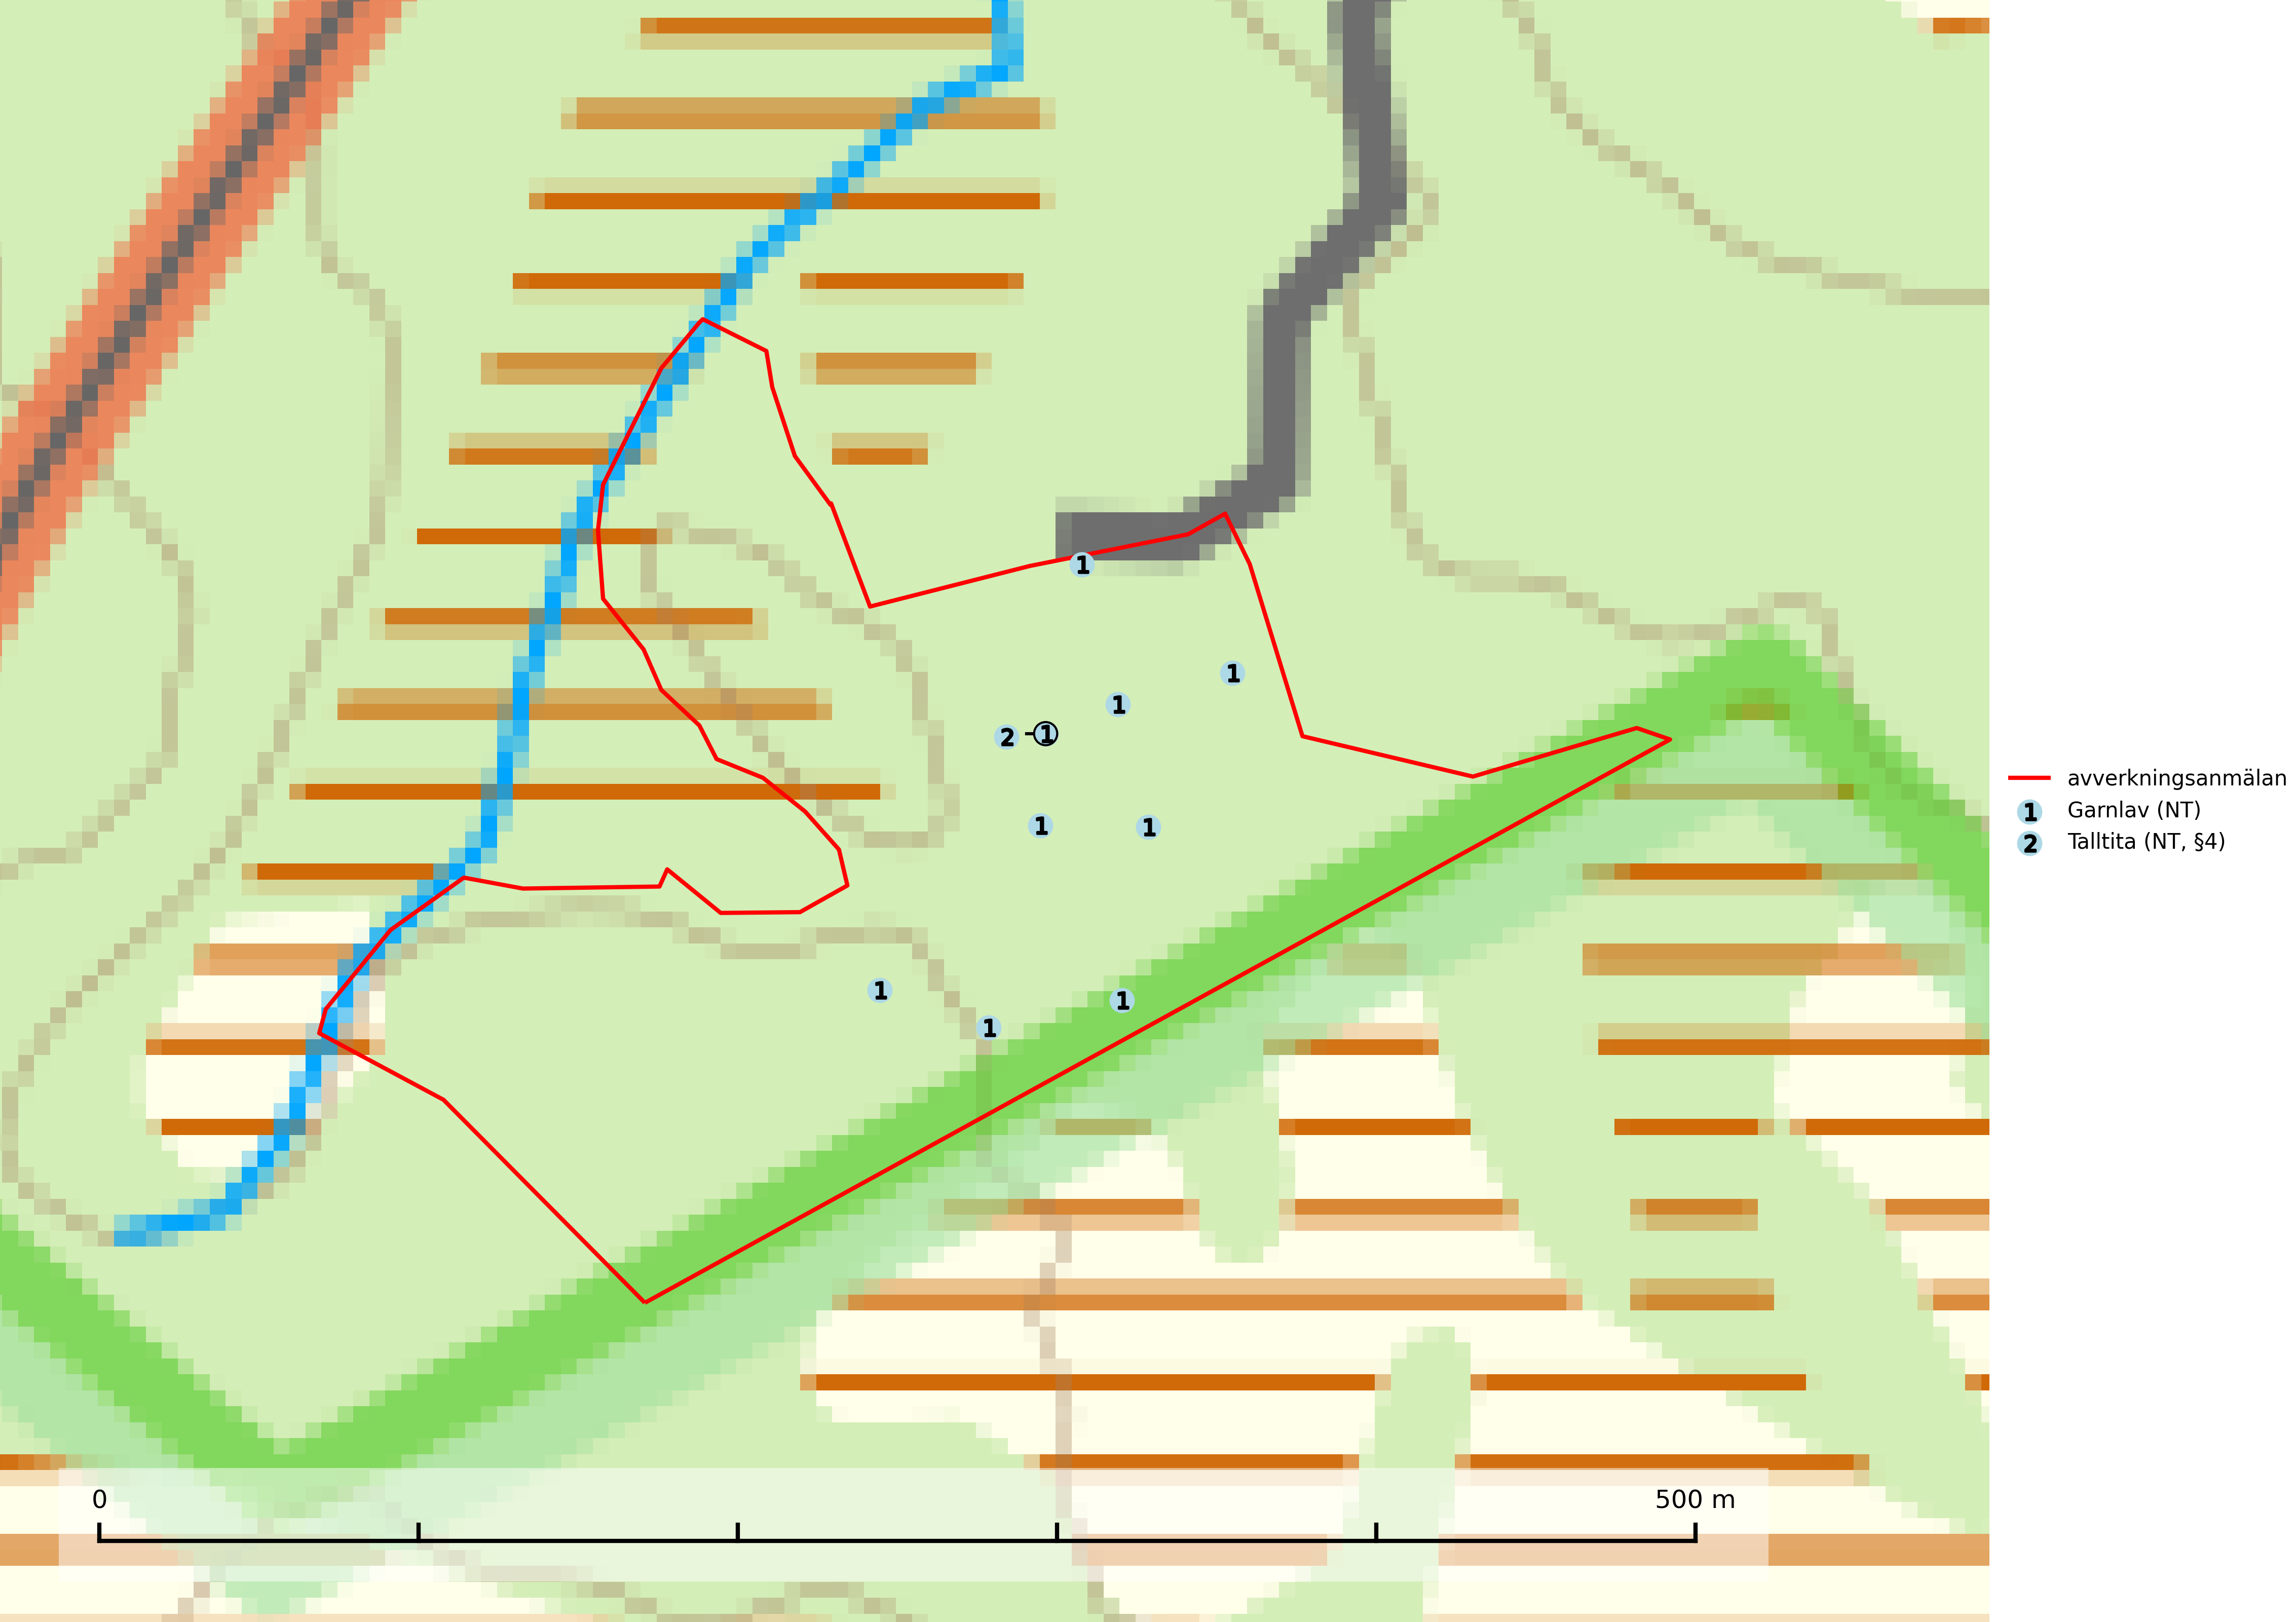 1
1
1
2 1
1
1
1
1
1
avverkningsanmälan
1 Garnlav (NT)
2 Talltita (NT, §4)
0
500 m